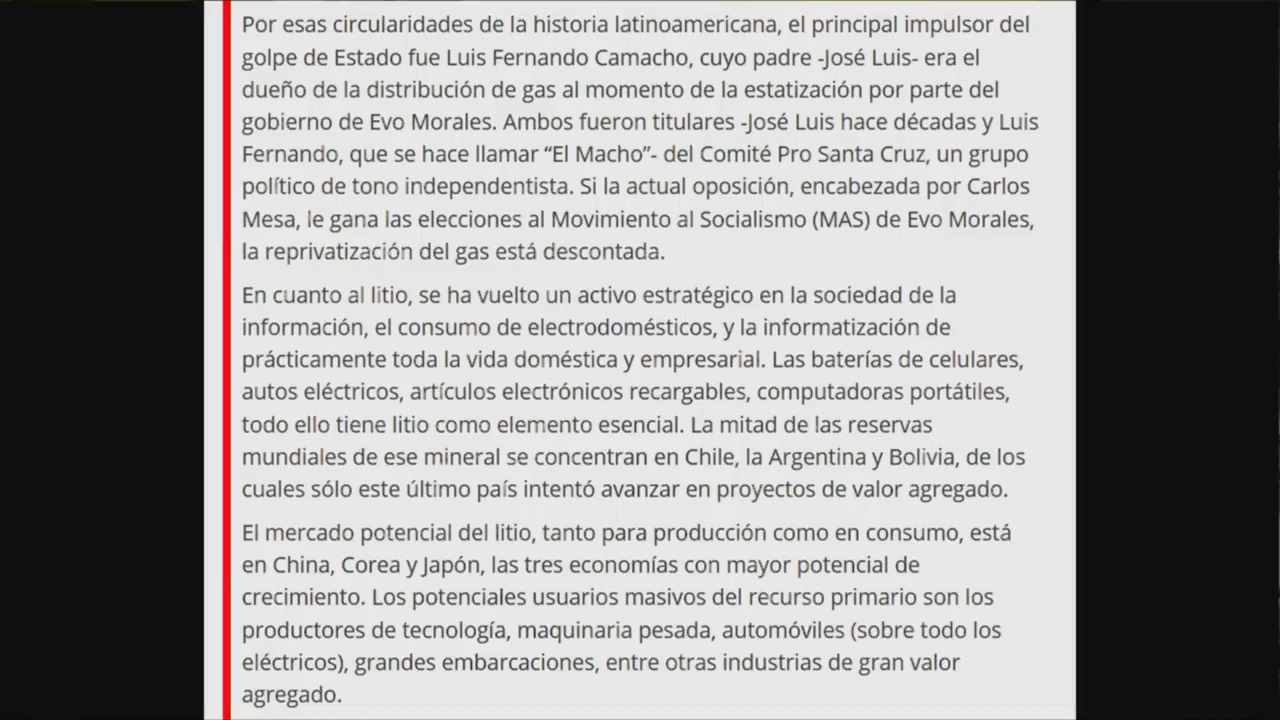 Por esas circularidades de la historia latinoamericana, el principal impulsor del
golpe de Estado fue Luis Fernando Camacho, cuyo padre -José Luis- era el
dueño de la distribución de gas al momento de la estatización por parte del
gobierno de Evo Morales. Ambos fueron titulares -José Luis hace décadas y Luis
Fernando, que se hace llamar “El Macho”- del Comité Pro Santa Cruz, un grupo
político de tono independentista. Si la actual oposición, encabezada por Carlos
Mesa, le gana las elecciones al Movimiento al Socialismo (MAS) de Evo Morales,
la reprivatización del gas está descontada.
En cuanto al litio, se ha vuelto un activo estratégico en la sociedad de la
información, el consumo de electrodomésticos, y la informatización de
prácticamente toda la vida doméstica y empresarial. Las baterías de celulares,
autos eléctricos, artículos electrónicos recargables, computadoras portátiles,
todo ello tiene litio como elemento esencial. La mitad de las reservas
mundiales de ese mineral se concentran en Chile, la Argentina y Bolivia, de los
cuales sólo este último país intentó avanzar en proyectos de valor agregado.
El mercado potencial del litio, tanto para producción como en consumo, está
en China, Corea y Japón, las tres economías con mayor potencial de
crecimiento. Los potenciales usuarios masivos del recurso primario son los
productores de tecnología, maquinaria pesada, automóviles (sobre todo los
eléctricos), grandes embarcaciones, entre otras industrias de gran valor
agregado.